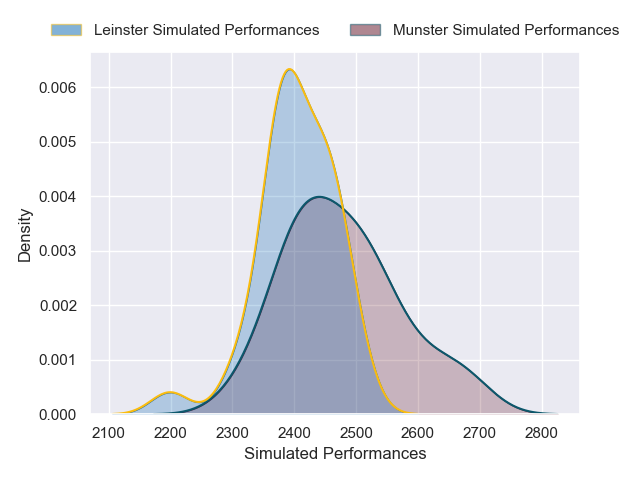 Leinster Simulated Performances
Munster Simulated Performances
Density
0.006
0.005
0.004
0.003
0.002
0.001
0.000
2100 2200 2300 2400 2500 2600 2700 2800
Simulated Performances